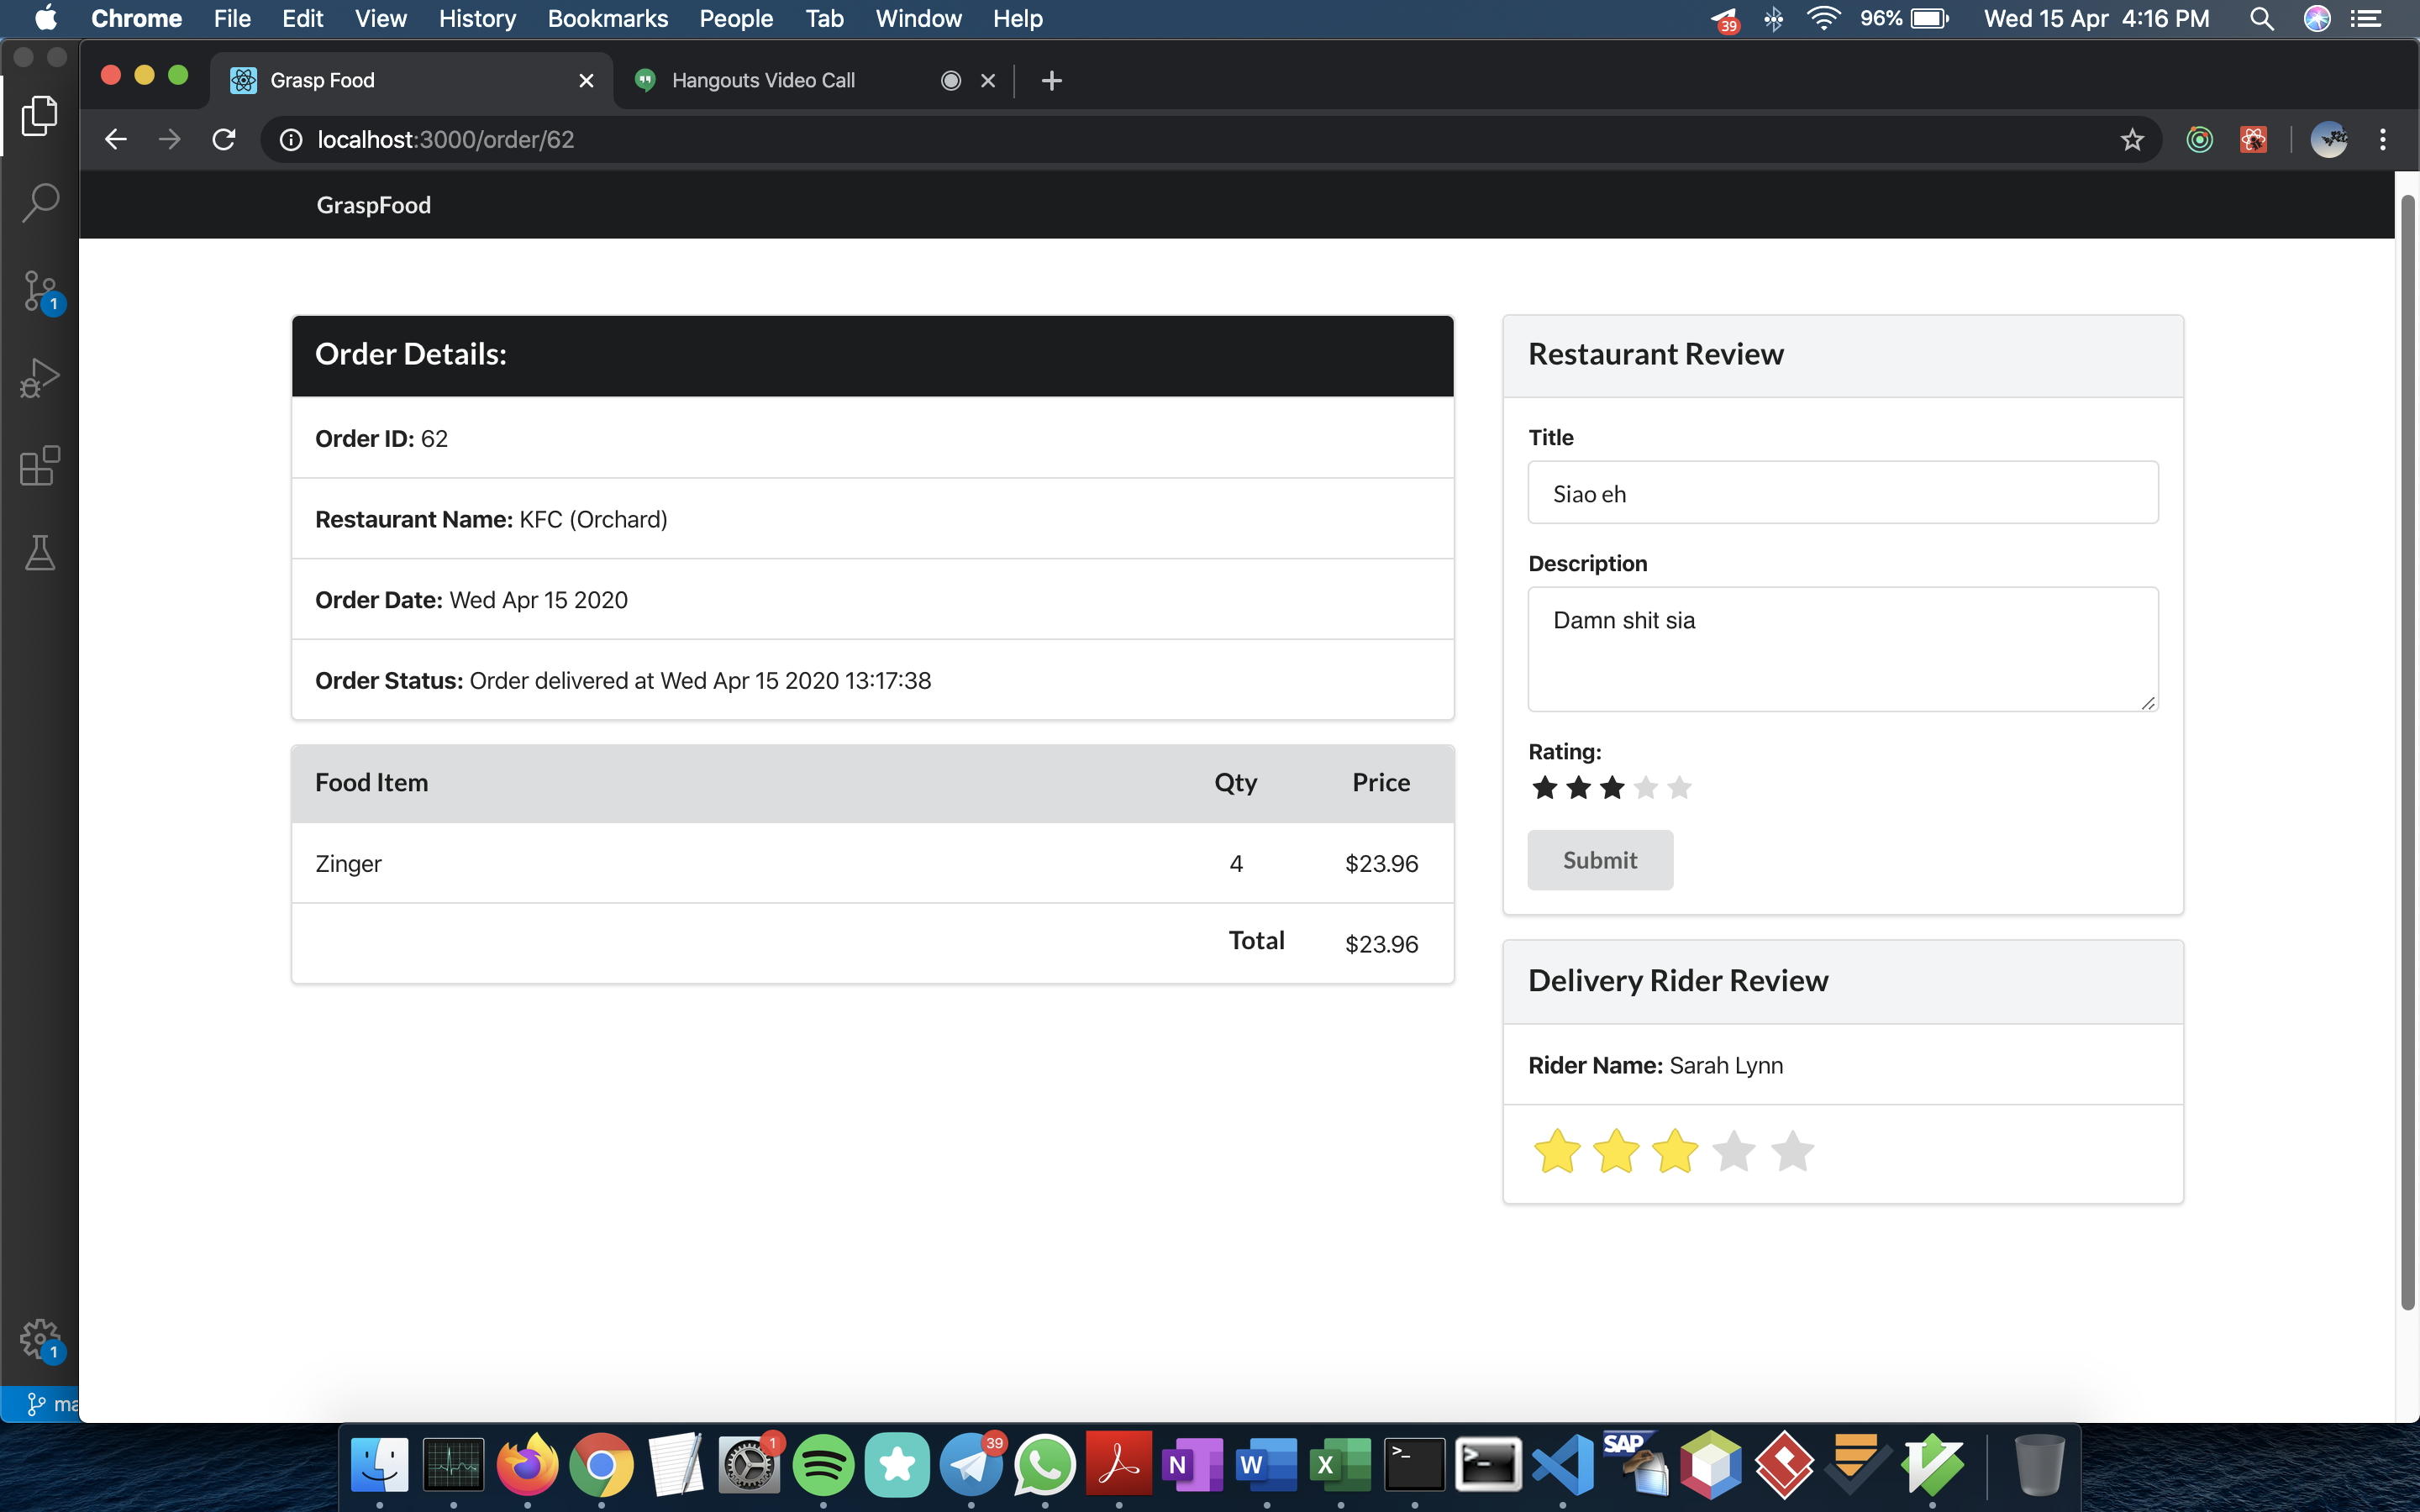 Chrome File Edit View History Bookmarks People Tab Window Help 39 96% Wed 15 Apr 4:16 PM
Grasp Food Hangouts Video Call
localhost:3000/order/62
GraspFood
1
Order Details:
Order ID: 62
Restaurant Name: KFC (Orchard)
Order Date: Wed Apr 15 2020
Order Status: Order delivered at Wed Apr 15 2020 13:17:38
Food Item Qty Price
Zinger 4 $23.96
Total $23.96
Restaurant Review
Title
Siao eh
Description
Damn shit sia
Rating:
Submit
Delivery Rider Review
Rider Name: Sarah Lynn
1
ma
1 39 N W X >_ >_ SAP